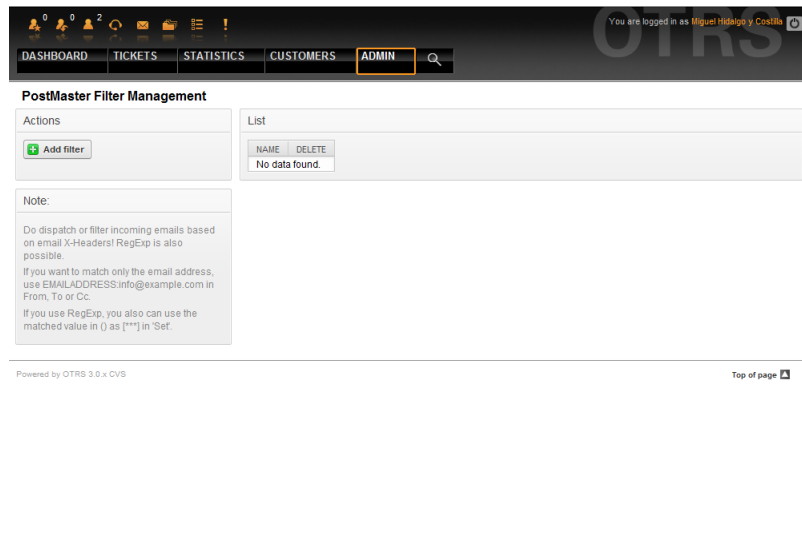 0 0 2
You are logged in as Miguel Hidalgo y Costilla
OTRS
DASHBOARD TICKETS STATISTICS CUSTOMERS ADMIN
PostMaster Filter Management
Actions
Add filter
List
NAME DELETE
No data found.
Note:
Do dispatch or filter incoming emails based
on email X-Headers! RegExp is also
possible.
If you want to match only the email address,
use EMAILADDRESS:info@example.com in
From, To or Cc.
If you use RegExp, you also can use the
matched value in () as [***] in 'Set'.
Powered by OTRS 3.0.x CVS
Top of page